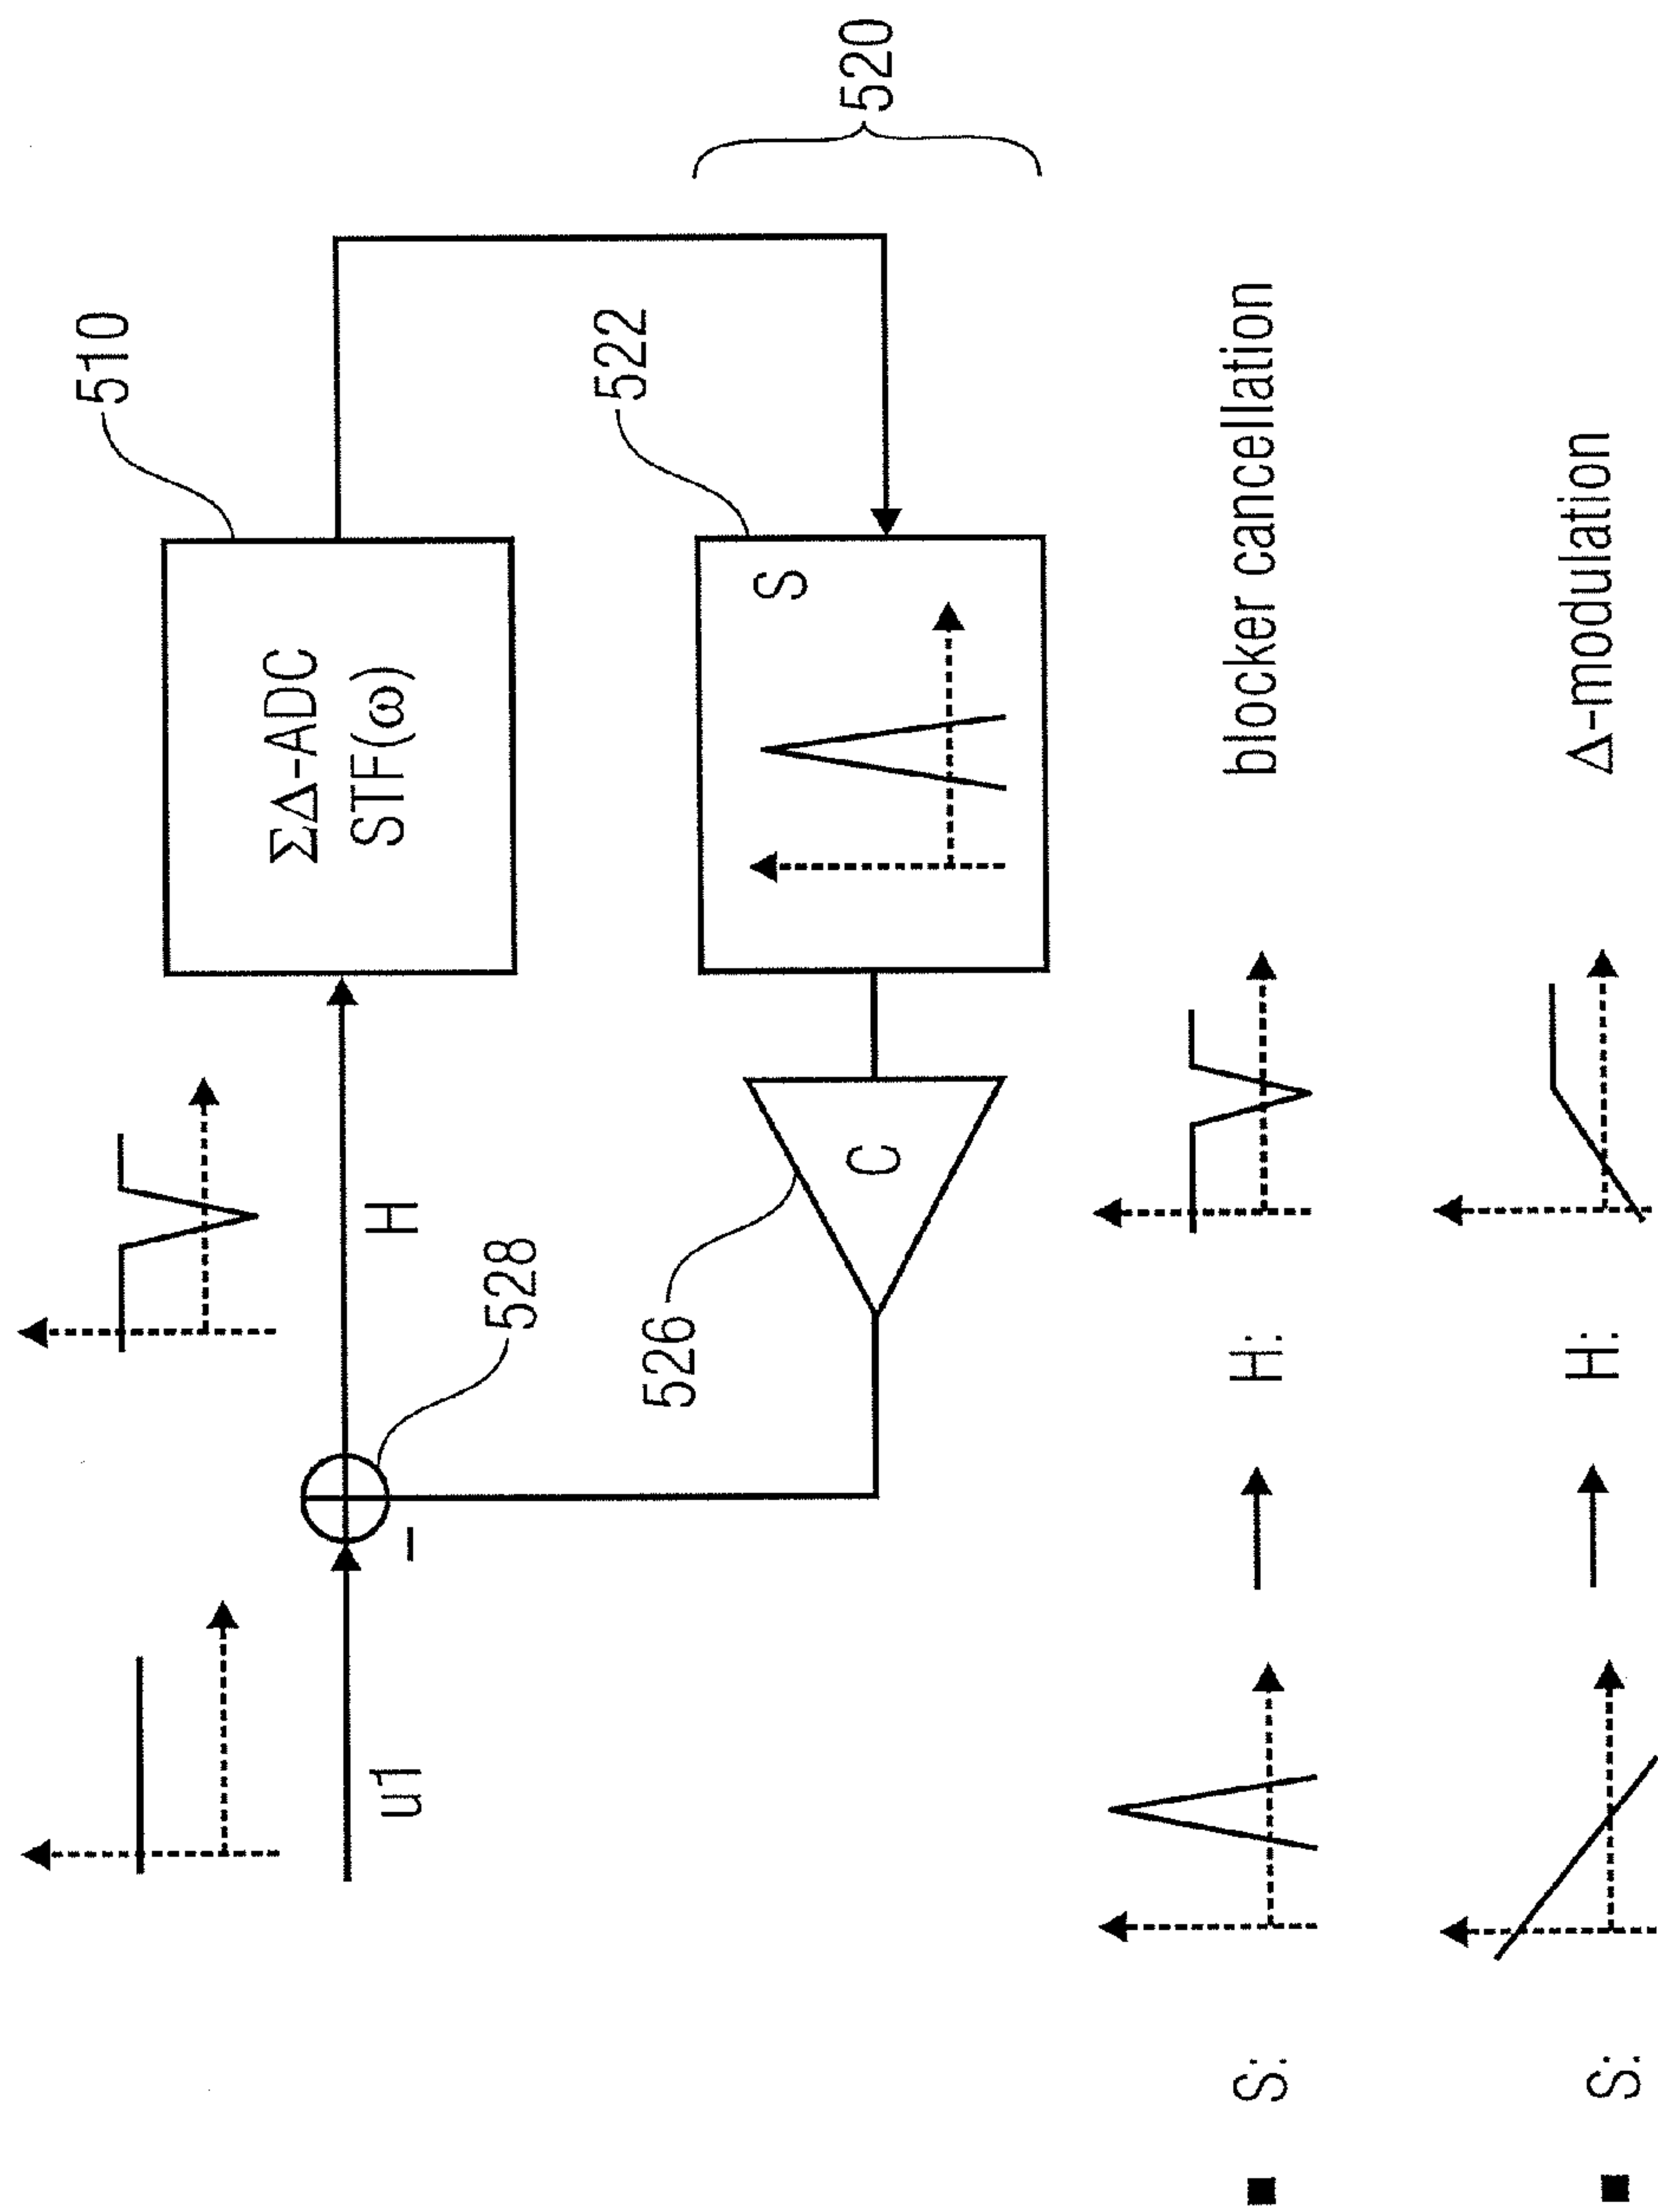 510
ΣΔ-ADC
STF(ω)
H
528
u1
–
522
520
S
526
C
■ S: H: blocker cancellation
■ S: H: Δ-modulation